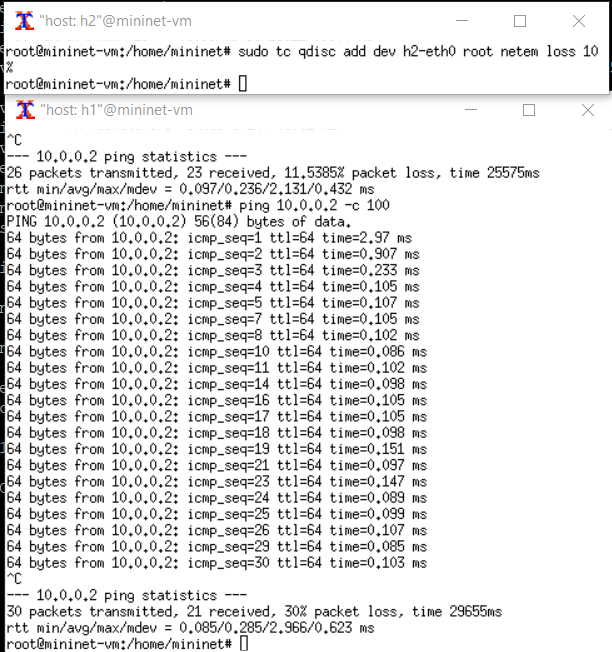 "host: h2"@mininet-vm
root@mininet-vm:/home/mininet# sudo tc qdisc add dev h2-eth0 root netem loss 10
%
root@mininet-vm:/home/mininet#
"host: h1"@mininet-vm
^C
--- 10.0.0.2 ping statistics ---
26 packets transmitted, 23 received, 11.5385% packet loss, time 25575ms
rtt min/avg/max/mdev = 0.097/0.236/2.131/0.432 ms
root@mininet-vm:/home/mininet# ping 10.0.0.2 -c 100
PING 10.0.0.2 (10.0.0.2) 56(84) bytes of data.
64 bytes from 10.0.0.2: icmp_seq=1 ttl=64 time=2.97 ms
64 bytes from 10.0.0.2: icmp_seq=2 ttl=64 time=0.907 ms
64 bytes from 10.0.0.2: icmp_seq=3 ttl=64 time=0.233 ms
64 bytes from 10.0.0.2: icmp_seq=4 ttl=64 time=0.105 ms
64 bytes from 10.0.0.2: icmp_seq=5 ttl=64 time=0.107 ms
64 bytes from 10.0.0.2: icmp_seq=7 ttl=64 time=0.105 ms
64 bytes from 10.0.0.2: icmp_seq=8 ttl=64 time=0.102 ms
64 bytes from 10.0.0.2: icmp_seq=10 ttl=64 time=0.086 ms
64 bytes from 10.0.0.2: icmp_seq=11 ttl=64 time=0.102 ms
64 bytes from 10.0.0.2: icmp_seq=14 ttl=64 time=0.098 ms
64 bytes from 10.0.0.2: icmp_seq=16 ttl=64 time=0.105 ms
64 bytes from 10.0.0.2: icmp_seq=17 ttl=64 time=0.105 ms
64 bytes from 10.0.0.2: icmp_seq=18 ttl=64 time=0.098 ms
64 bytes from 10.0.0.2: icmp_seq=19 ttl=64 time=0.151 ms
64 bytes from 10.0.0.2: icmp_seq=21 ttl=64 time=0.097 ms
64 bytes from 10.0.0.2: icmp_seq=23 ttl=64 time=0.147 ms
64 bytes from 10.0.0.2: icmp_seq=24 ttl=64 time=0.089 ms
64 bytes from 10.0.0.2: icmp_seq=25 ttl=64 time=0.099 ms
64 bytes from 10.0.0.2: icmp_seq=26 ttl=64 time=0.107 ms
64 bytes from 10.0.0.2: icmp_seq=29 ttl=64 time=0.085 ms
64 bytes from 10.0.0.2: icmp_seq=30 ttl=64 time=0.103 ms
^C
--- 10.0.0.2 ping statistics ---
30 packets transmitted, 21 received, 30% packet loss, time 29655ms
rtt min/avg/max/mdev = 0.085/0.285/2.966/0.623 ms
root@mininet-vm:/home/mininet#